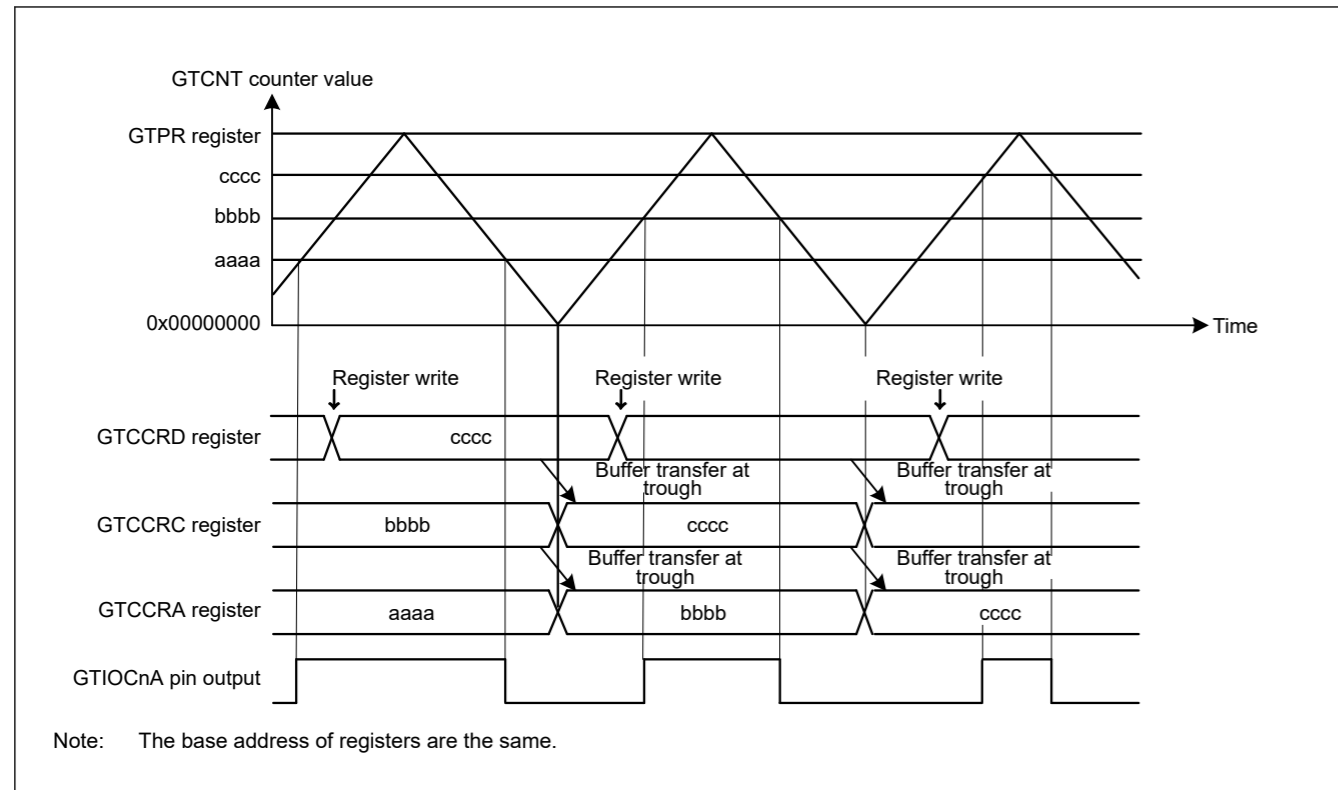 GTCNT counter value
GTPR register
cccc
bbbb
aaaa
0x00000000
Time
Register write
Register write
Register write
GTCCRD register
cccc
Buffer transfer at
trough
Buffer transfer at
trough
GTCCRC register
bbbb
cccc
Buffer transfer at
trough
Buffer transfer at
trough
GTCCRA register
aaaa
bbbb
cccc
GTIOCnA pin output
Note: The base address of registers are the same.